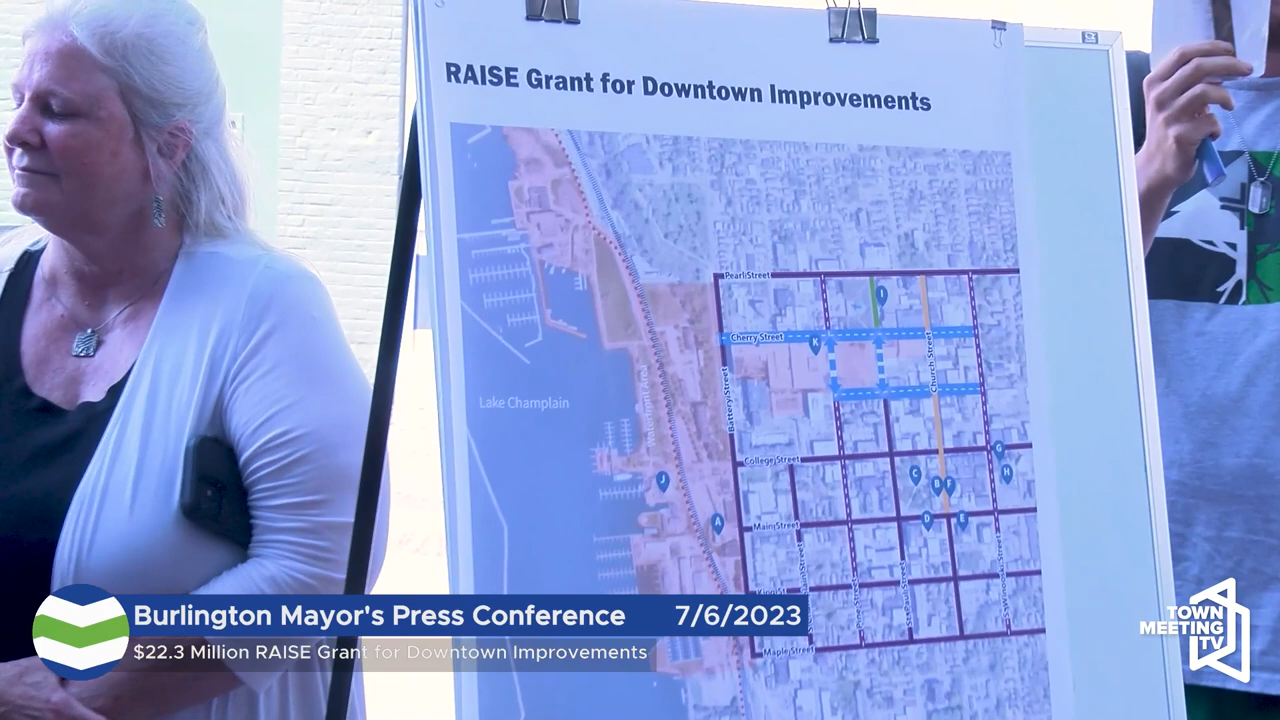 RAISE Grant for Downtown Improvements
Pearl Street
I
Cherry Street
K
Church Street
Battery Street
Lake Champlain
Waterfront Area
College Street
G
H
C
B
F
J
A
Main Street
D
E
Maple Street
Burlington Mayor's Press Conference 7/6/2023
$22.3 Million RAISE Grant for Downtown Improvements
TOWN
MEETING
TV